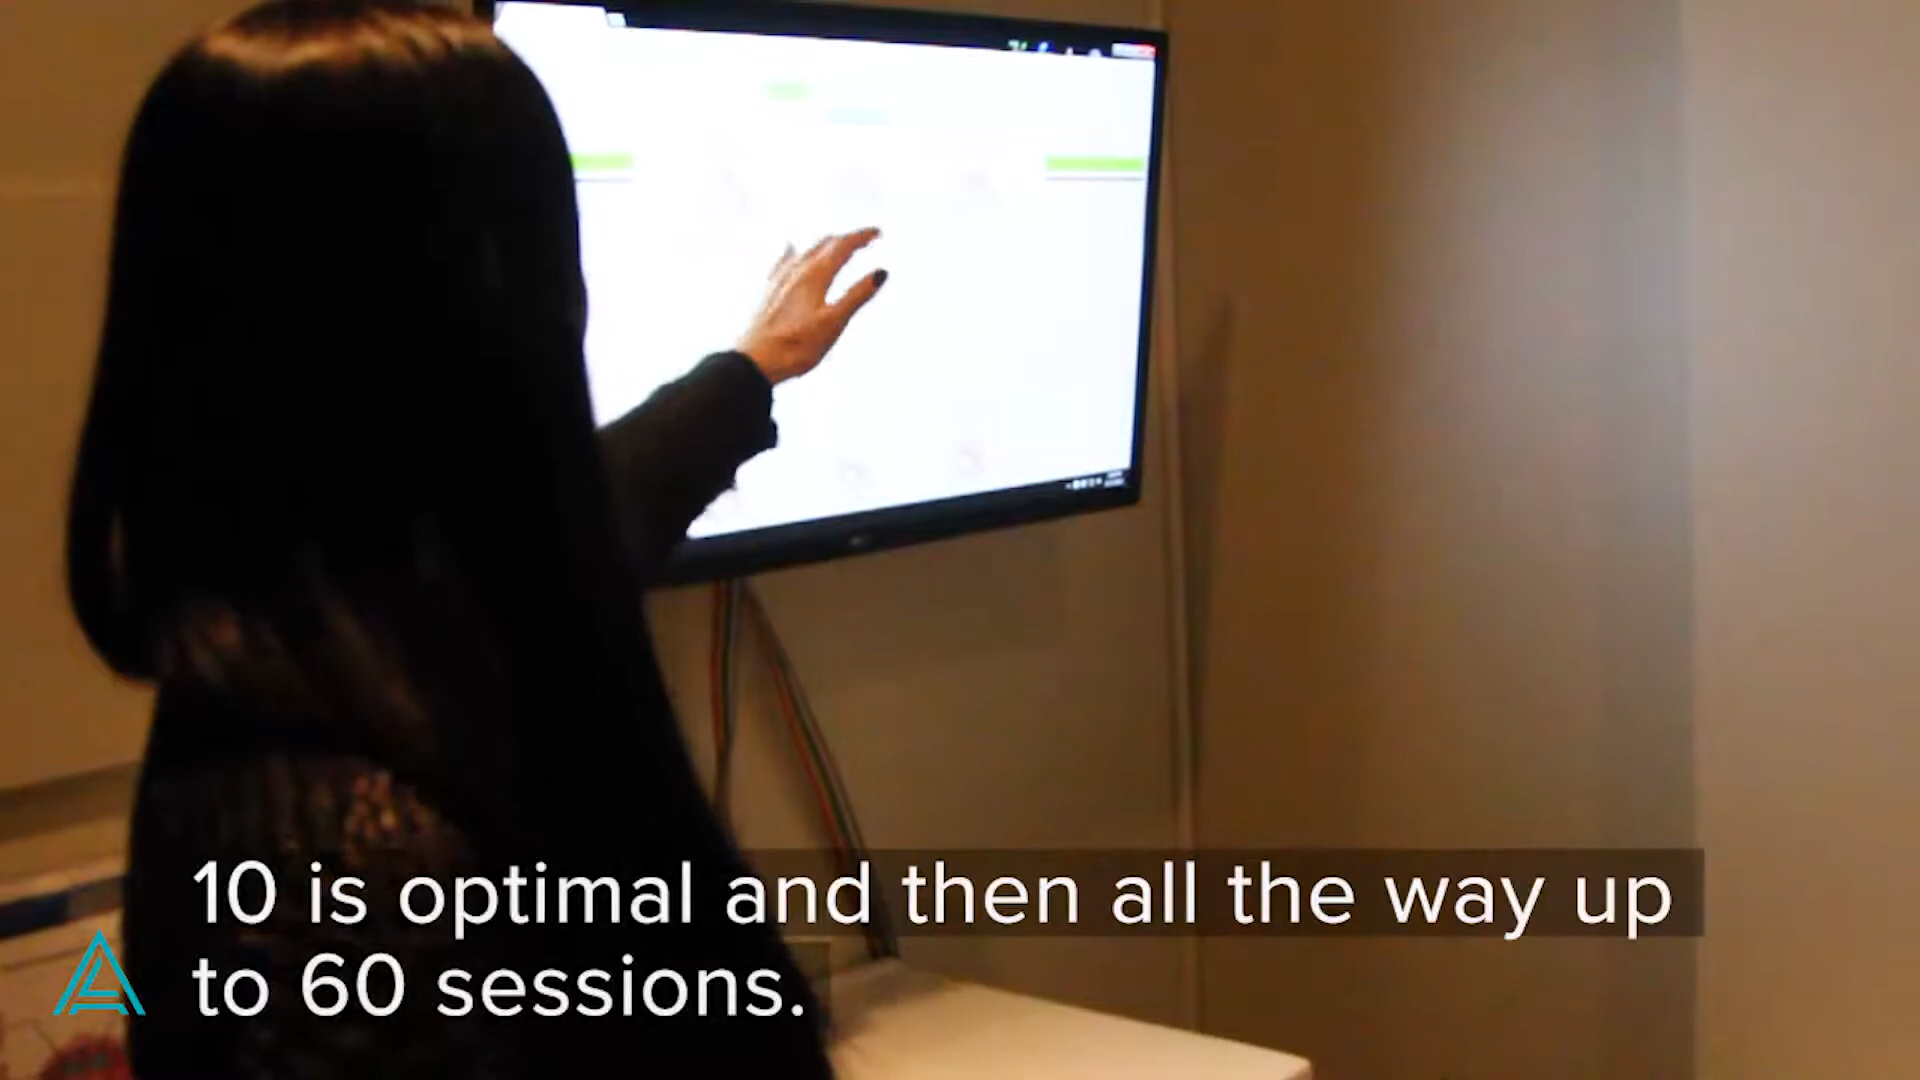 10 is optimal and then all the way up
to 60 sessions.